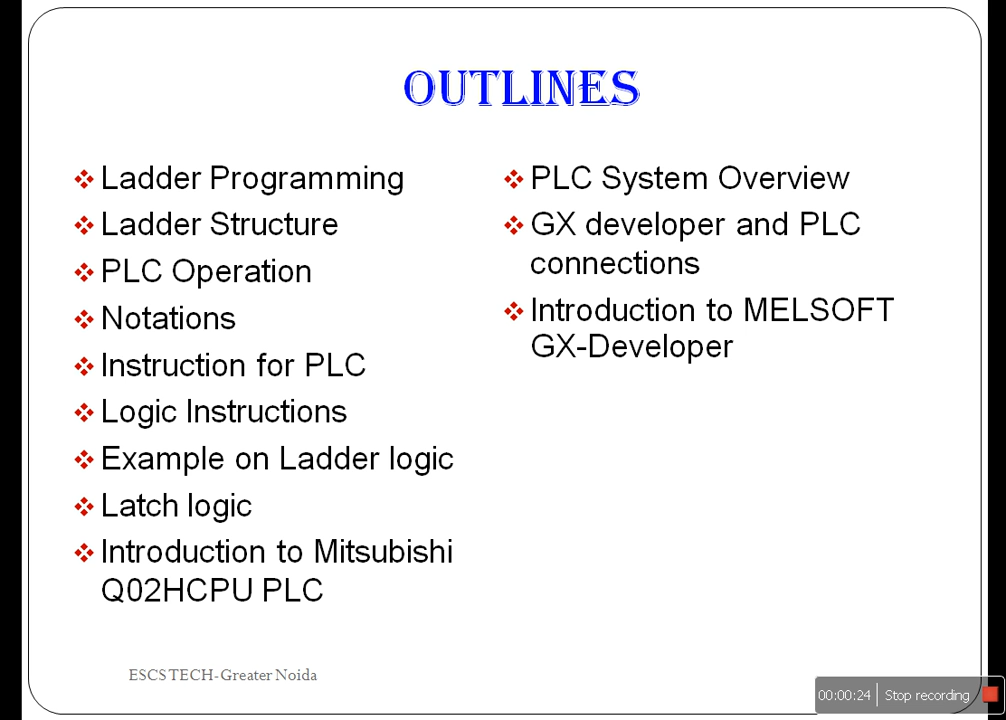 OUTLINES
Ladder Programming
Ladder Structure
PLC Operation
Notations
Instruction for PLC
Logic Instructions
Example on Ladder logic
Latch logic
Introduction to Mitsubishi
Q02HCPU PLC
PLC System Overview
GX developer and PLC
connections
Introduction to MELSOFT
GX-Developer
ESCSTECH-Greater Noida
00:00:24 Stop recording